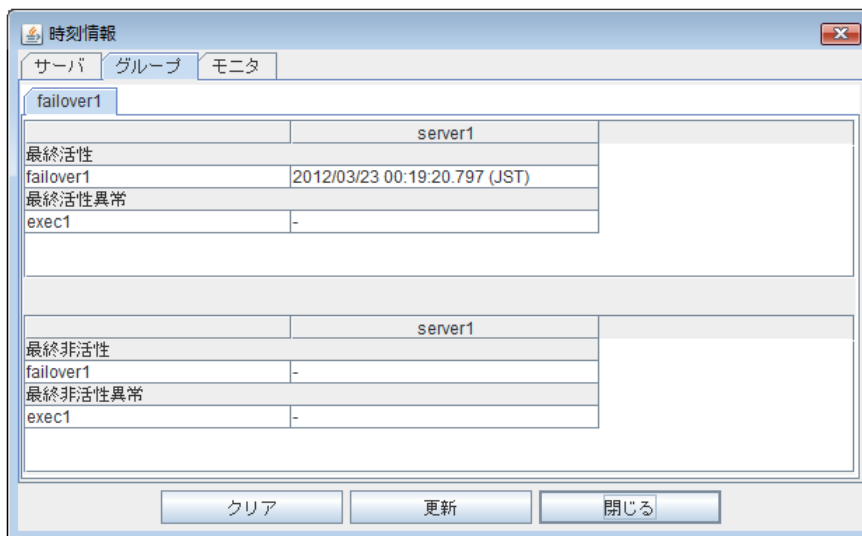 時刻情報
サーバ グループ モニタ
failover1
server1
最終活性
failover1 2012/03/23 00:19:20.797 (JST)
最終活性異常
exec1 -
server1
最終非活性
failover1 -
最終非活性異常
exec1 -
クリア 更新 閉じる